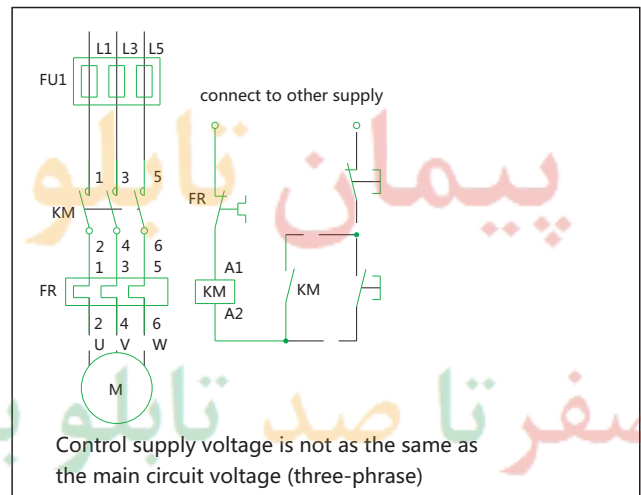 L1 L3 L5
FU1
connect to other supply
پیمان تابلو
1 3 5
KM
FR
2 4 6
1 3 5
A1
KM
KM
A2
FR
2 4 6
U V W
M
صفر تا صد تابلو
Control supply voltage is not as the same as
the main circuit voltage (three-phrase)